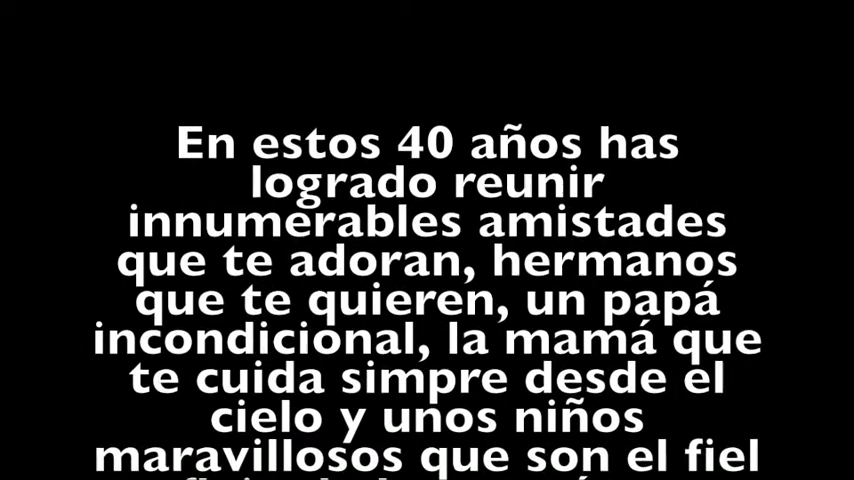 En estos 40 años has
logrado reunir
innumerables amistades
que te adoran, hermanos
que te quieren, un papá
incondicional, la mamá que
te cuida simpre desde el
cielo y unos niños
maravillosos que son el fiel